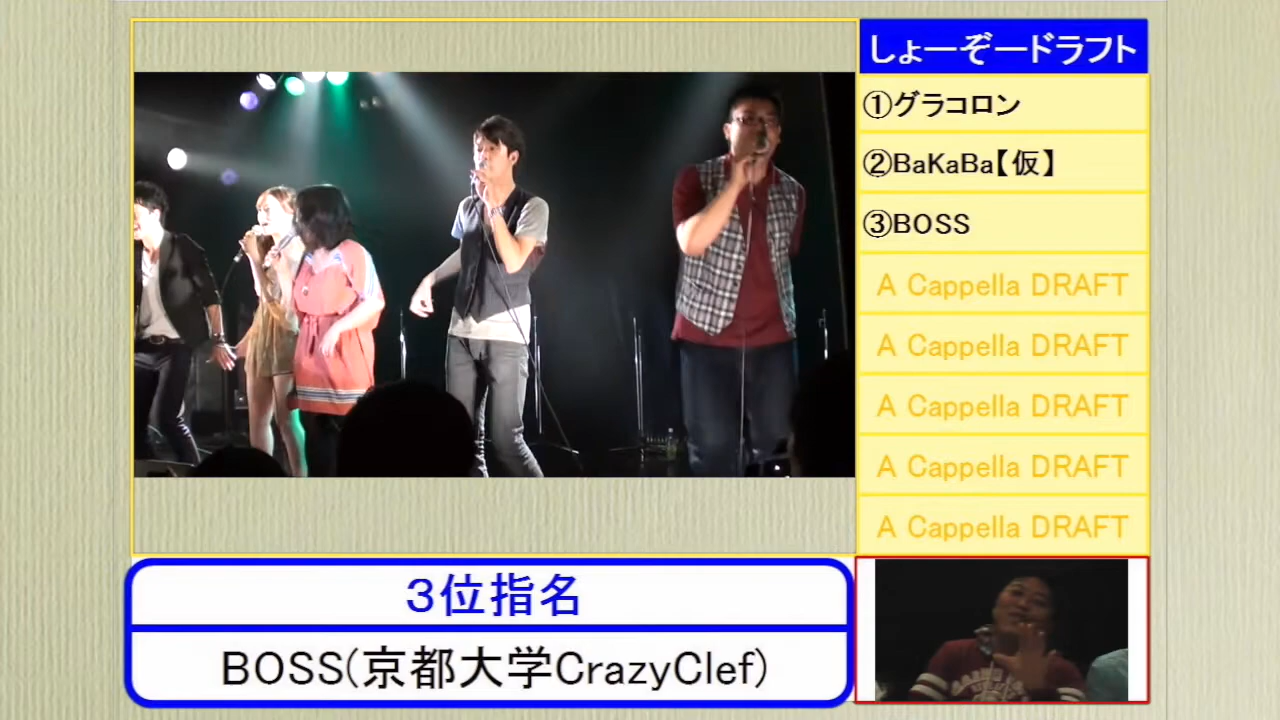 しょーぞードラフト
①グラコロン
②BaKaBa【仮】
③BOSS
A Cappella DRAFT
A Cappella DRAFT
A Cappella DRAFT
A Cappella DRAFT
A Cappella DRAFT
３位指名
BOSS(京都大学CrazyClef)